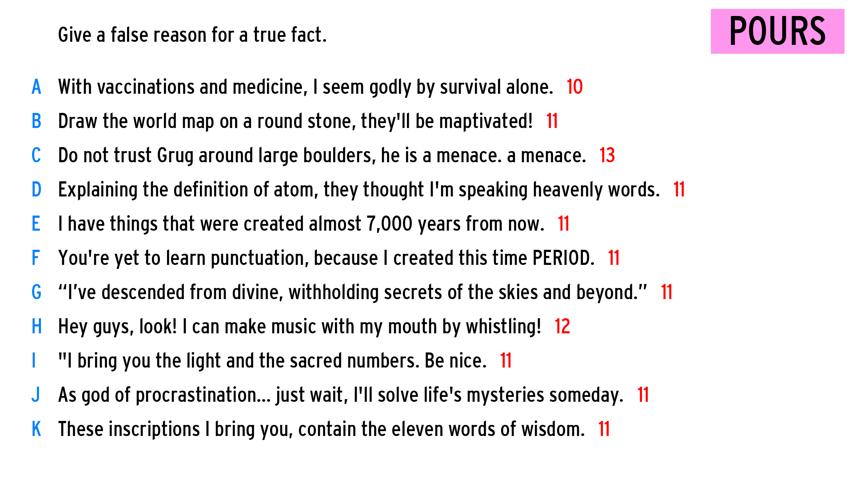 Give a false reason for a true fact.
POURS
A With vaccinations and medicine, I seem godly by survival alone. 10
B Draw the world map on a round stone, they'll be maptivated! 11
C Do not trust Grug around large boulders, he is a menace. a menace. 13
D Explaining the definition of atom, they thought I'm speaking heavenly words. 11
E I have things that were created almost 7,000 years from now. 11
F You're yet to learn punctuation, because I created this time PERIOD. 11
G “I've descended from divine, withholding secrets of the skies and beyond.” 11
H Hey guys, look! I can make music with my mouth by whistling! 12
I "I bring you the light and the sacred numbers. Be nice. 11
J As god of procrastination... just wait, I'll solve life's mysteries someday. 11
K These inscriptions I bring you, contain the eleven words of wisdom. 11